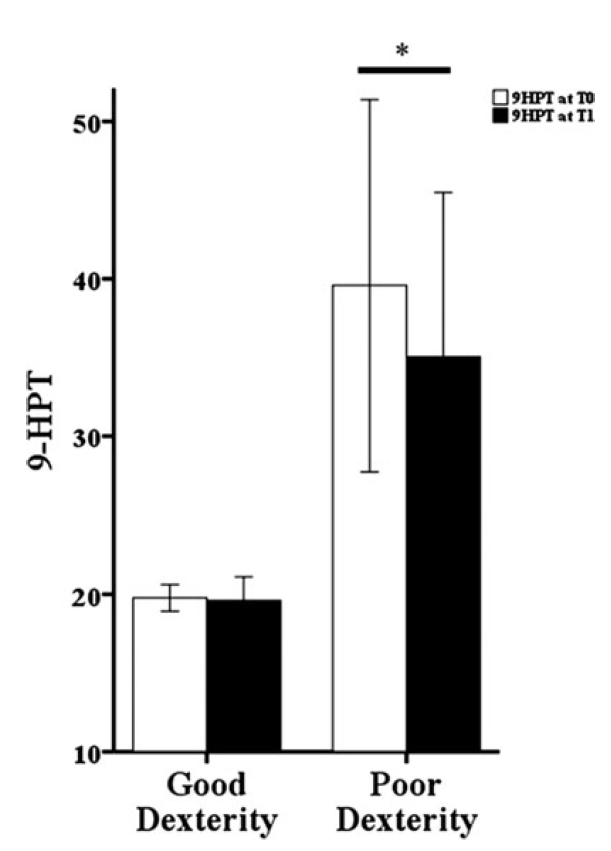 *
9HPT at T0
9HPT at T1
50
40
30
20
10
9-HPT
Good
Dexterity
Poor
Dexterity